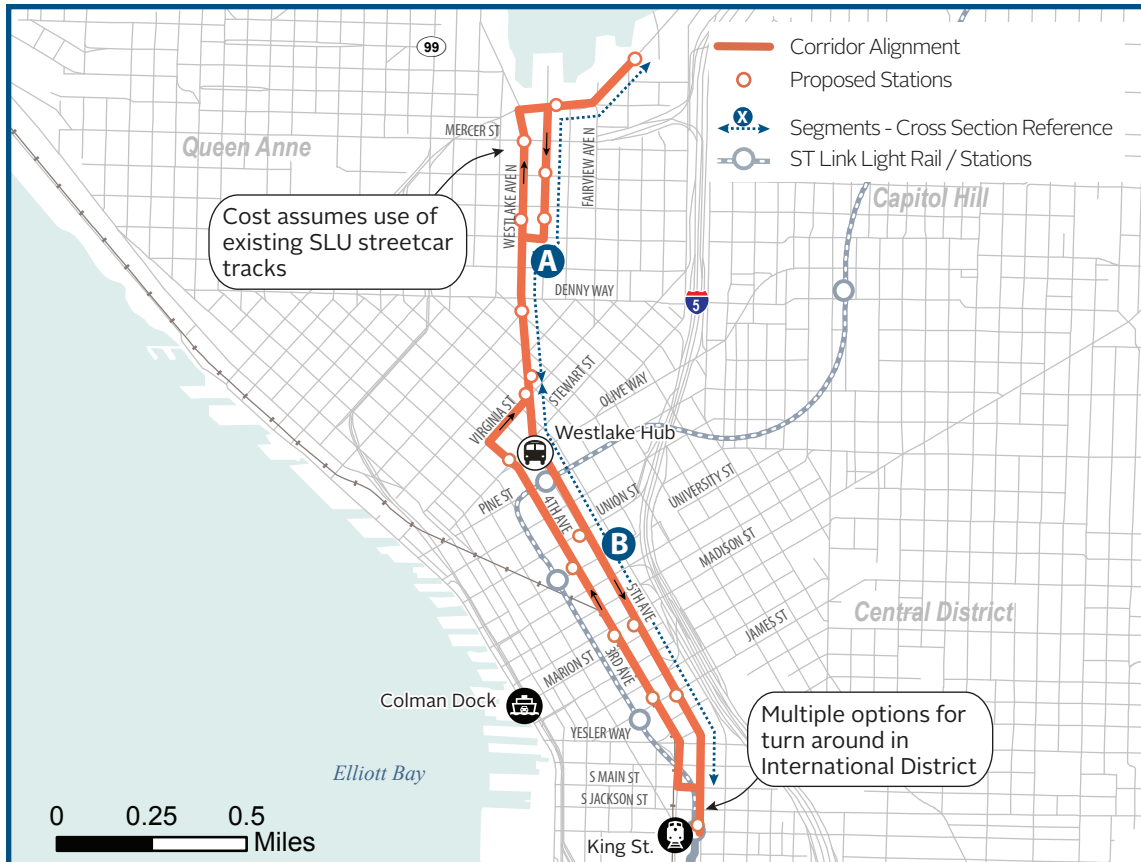 99
Corridor Alignment
Proposed Stations
X
Segments - Cross Section Reference
ST Link Light Rail / Stations
MERCER ST
Queen Anne
FAIRVIEW AVE N
WESTLAKE AVE N
Capitol Hill
Cost assumes use of
existing SLU streetcar
tracks
A
DENNY WAY
5
STEWART ST
OLIVE WAY
VIRGINIA ST
Westlake Hub
PINE ST
4TH AVE
UNION ST
UNIVERSITY ST
B
MADISON ST
5TH AVE
JAMES ST
Central District
MARION ST
3RD AVE
Colman Dock
YESLER WAY
Multiple options for
turn around in
International District
Elliott Bay
S MAIN ST
S JACKSON ST
0 0.25 0.5
Miles
King St.